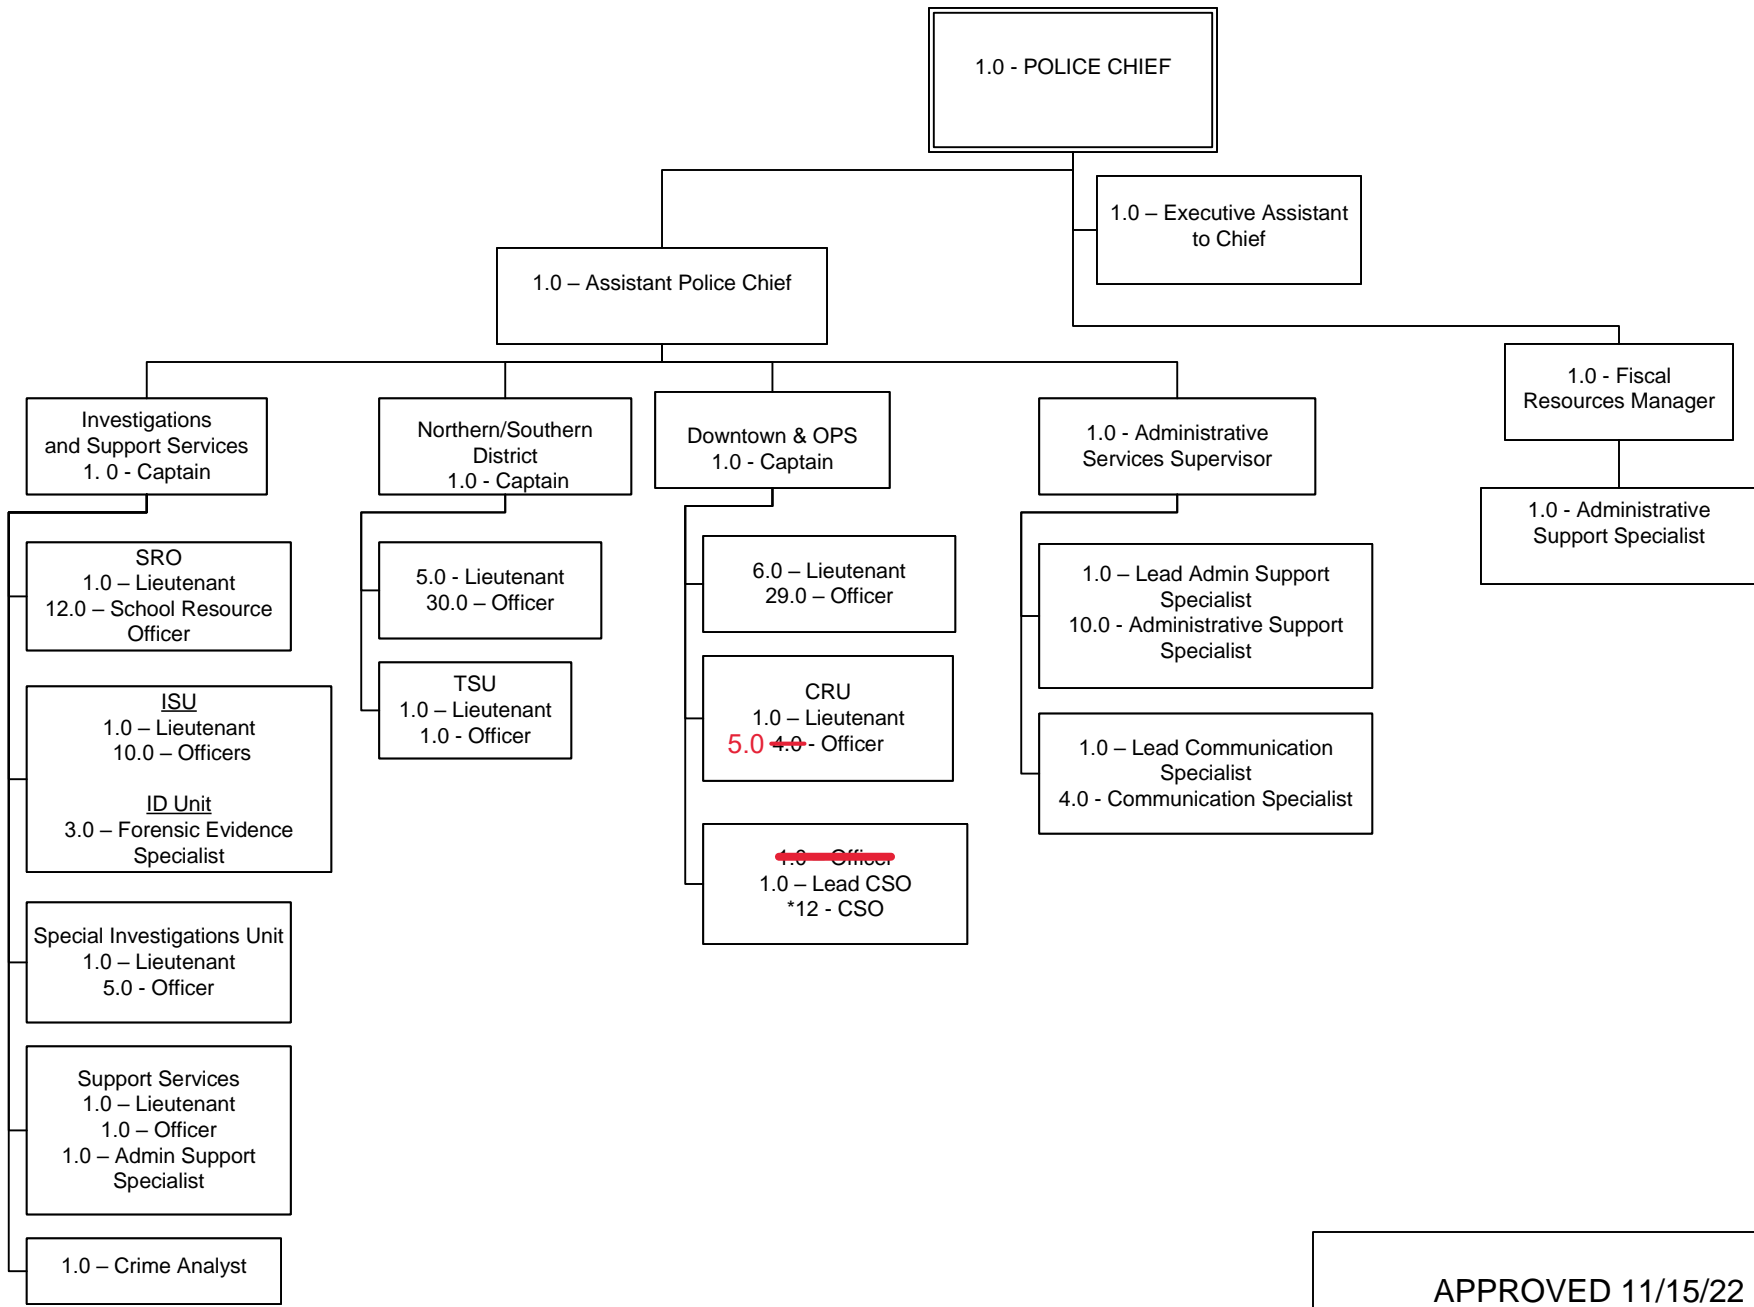 1.0 - POLICE CHIEF
1.0 – Executive Assistant
to Chief
1.0 – Assistant Police Chief
1.0 - Fiscal
Resources Manager
1.0 - Administrative
Support Specialist
Investigations
and Support Services
1. 0 - Captain
Northern/Southern
District
1.0 - Captain
Downtown & OPS
1.0 - Captain
1.0 - Administrative
Services Supervisor
SRO
1.0 – Lieutenant
12.0 – School Resource
Officer
ISU
1.0 – Lieutenant
10.0 – Officers
ID Unit
3.0 – Forensic Evidence
Specialist
Special Investigations Unit
1.0 – Lieutenant
5.0 - Officer
Support Services
1.0 – Lieutenant
1.0 – Officer
1.0 – Admin Support
Specialist
1.0 – Crime Analyst
5.0 - Lieutenant
30.0 – Officer
TSU
1.0 – Lieutenant
1.0 - Officer
6.0 – Lieutenant
29.0 – Officer
CRU
1.0 – Lieutenant
5.0 4.0 - Officer
1.0 – Officer
1.0 – Lead CSO
*12 - CSO
1.0 – Lead Admin Support
Specialist
10.0 - Administrative Support
Specialist
1.0 – Lead Communication
Specialist
4.0 - Communication Specialist
APPROVED 11/15/22